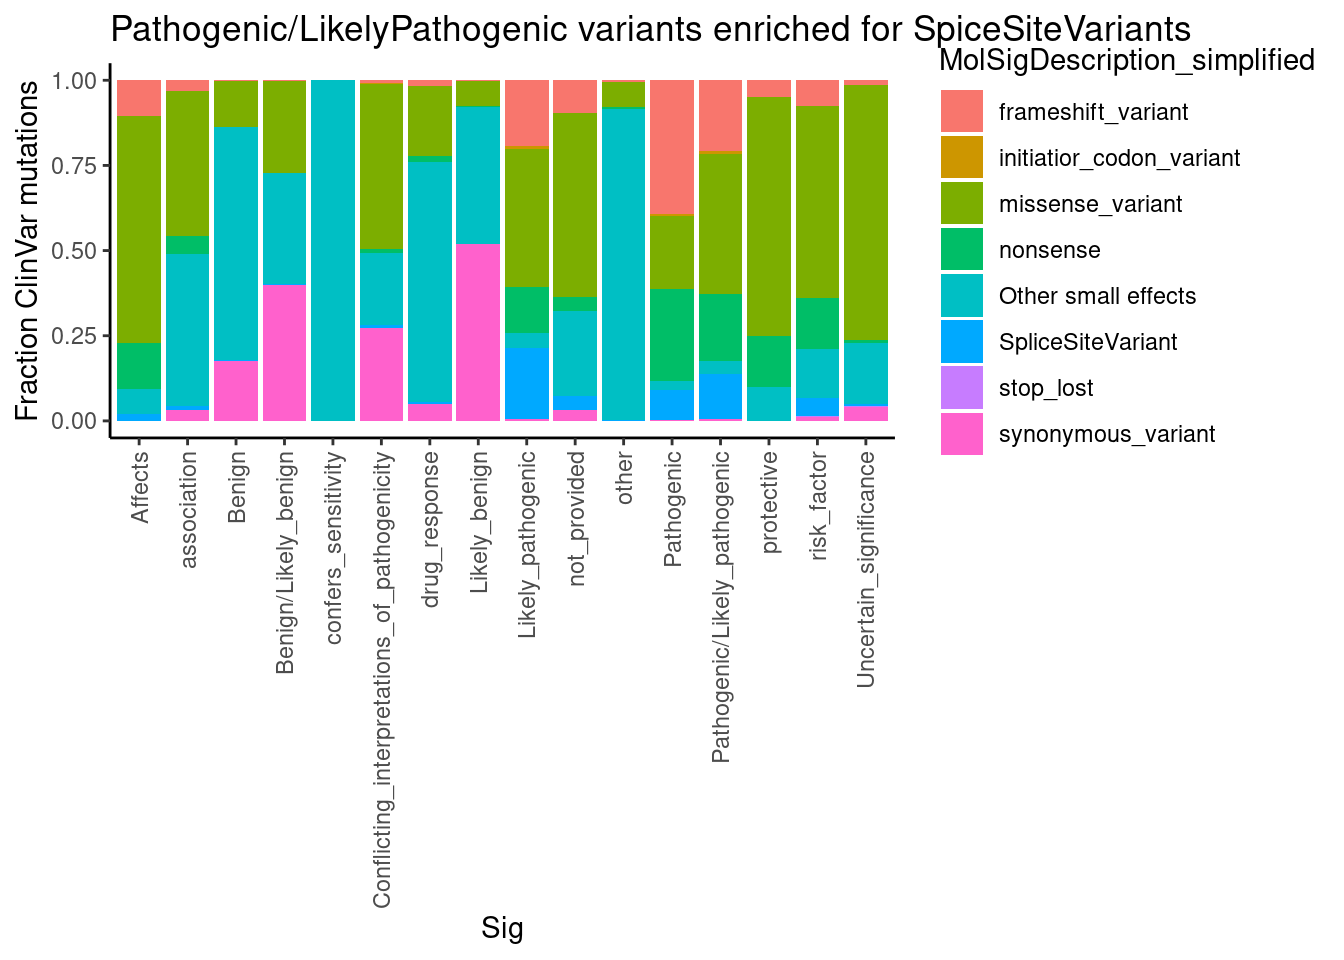 Pathogenic/LikelyPathogenic variants enriched for SpiceSiteVariants
MolSigDescription_simplified
frameshift_variant
initiatior_codon_variant
missense_variant
nonsense
Other small effects
SpliceSiteVariant
stop_lost
synonymous_variant
Fraction ClinVar mutations
1.00
0.75
0.50
0.25
0.00
Affects
association
Benign
Benign/Likely_benign
confers_sensitivity
Conflicting_interpretations_of_pathogenicity
drug_response
Likely_benign
Likely_pathogenic
not_provided
other
Pathogenic
Pathogenic/Likely_pathogenic
protective
risk_factor
Uncertain_significance
Sig